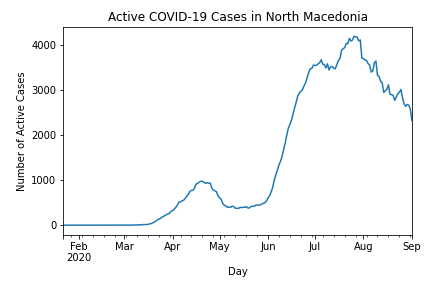 Active COVID-19 Cases in North Macedonia
Number of Active Cases
4000
3000
2000
1000
0
Feb Mar Apr May Jun Jul Aug Sep
2020
Day